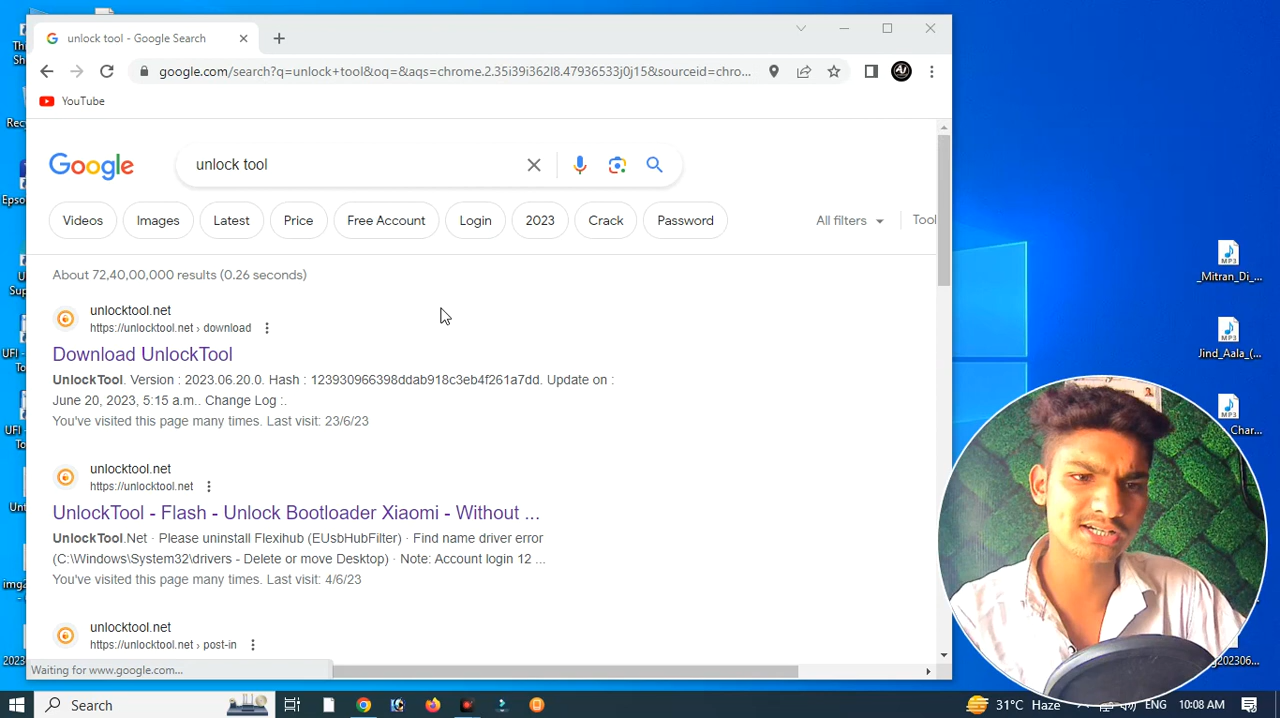 unlock tool - Google Search
google.com/search?q=unlock+tool&oq=&aqs=chrome.2.35i39i362l8.47936533j0j15&sourceid=chro...
YouTube
Google
unlock tool
Videos
Images
Latest
Price
Free Account
Login
2023
Crack
Password
All filters
Tool
About 72,40,00,000 results (0.26 seconds)
unlocktool.net
https://unlocktool.net › download
Download UnlockTool
UnlockTool. Version : 2023.06.20.0. Hash : 123930966398ddab918c3eb4f261a7dd. Update on :
June 20, 2023, 5:15 a.m.. Change Log :.
You've visited this page many times. Last visit: 23/6/23
unlocktool.net
https://unlocktool.net
UnlockTool - Flash - Unlock Bootloader Xiaomi - Without ...
UnlockTool.Net · Please uninstall Flexihub (EUsbHubFilter) · Find name driver error
(C:\Windows\System32\drivers - Delete or move Desktop) · Note: Account login 12 ...
You've visited this page many times. Last visit: 4/6/23
unlocktool.net
https://unlocktool.net › post-in
Waiting for www.google.com...
MP3
_Mitran_Di_...
MP3
Jind_Aala_(...
MP3
Char...
Search
31°C Haze
ENG
10:08 AM